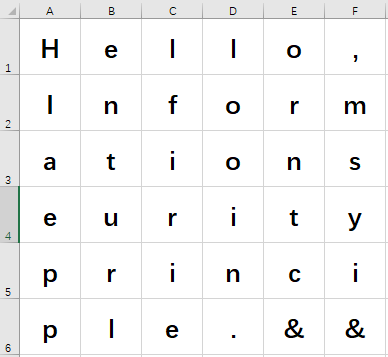 A B C D E F
1 H e l l o ,
2 I n f o r m
3 a t i o n s
4 e u r i t y
5 p r i n c i
6 p l e . & &